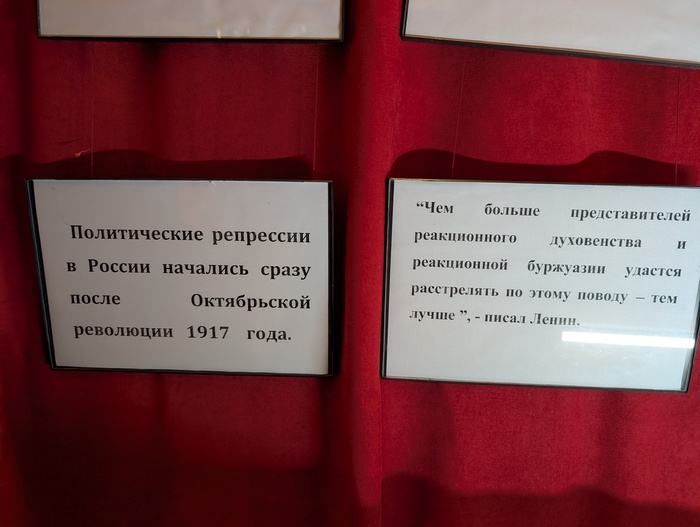 Политические репрессии
в России начались сразу
после Октябрьской
революции 1917 года.
“Чем больше представителей
реакционного духовенства и
реакционной буржуазии удастся
расстрелять по этому поводу – тем
лучше ”, - писал Ленин.